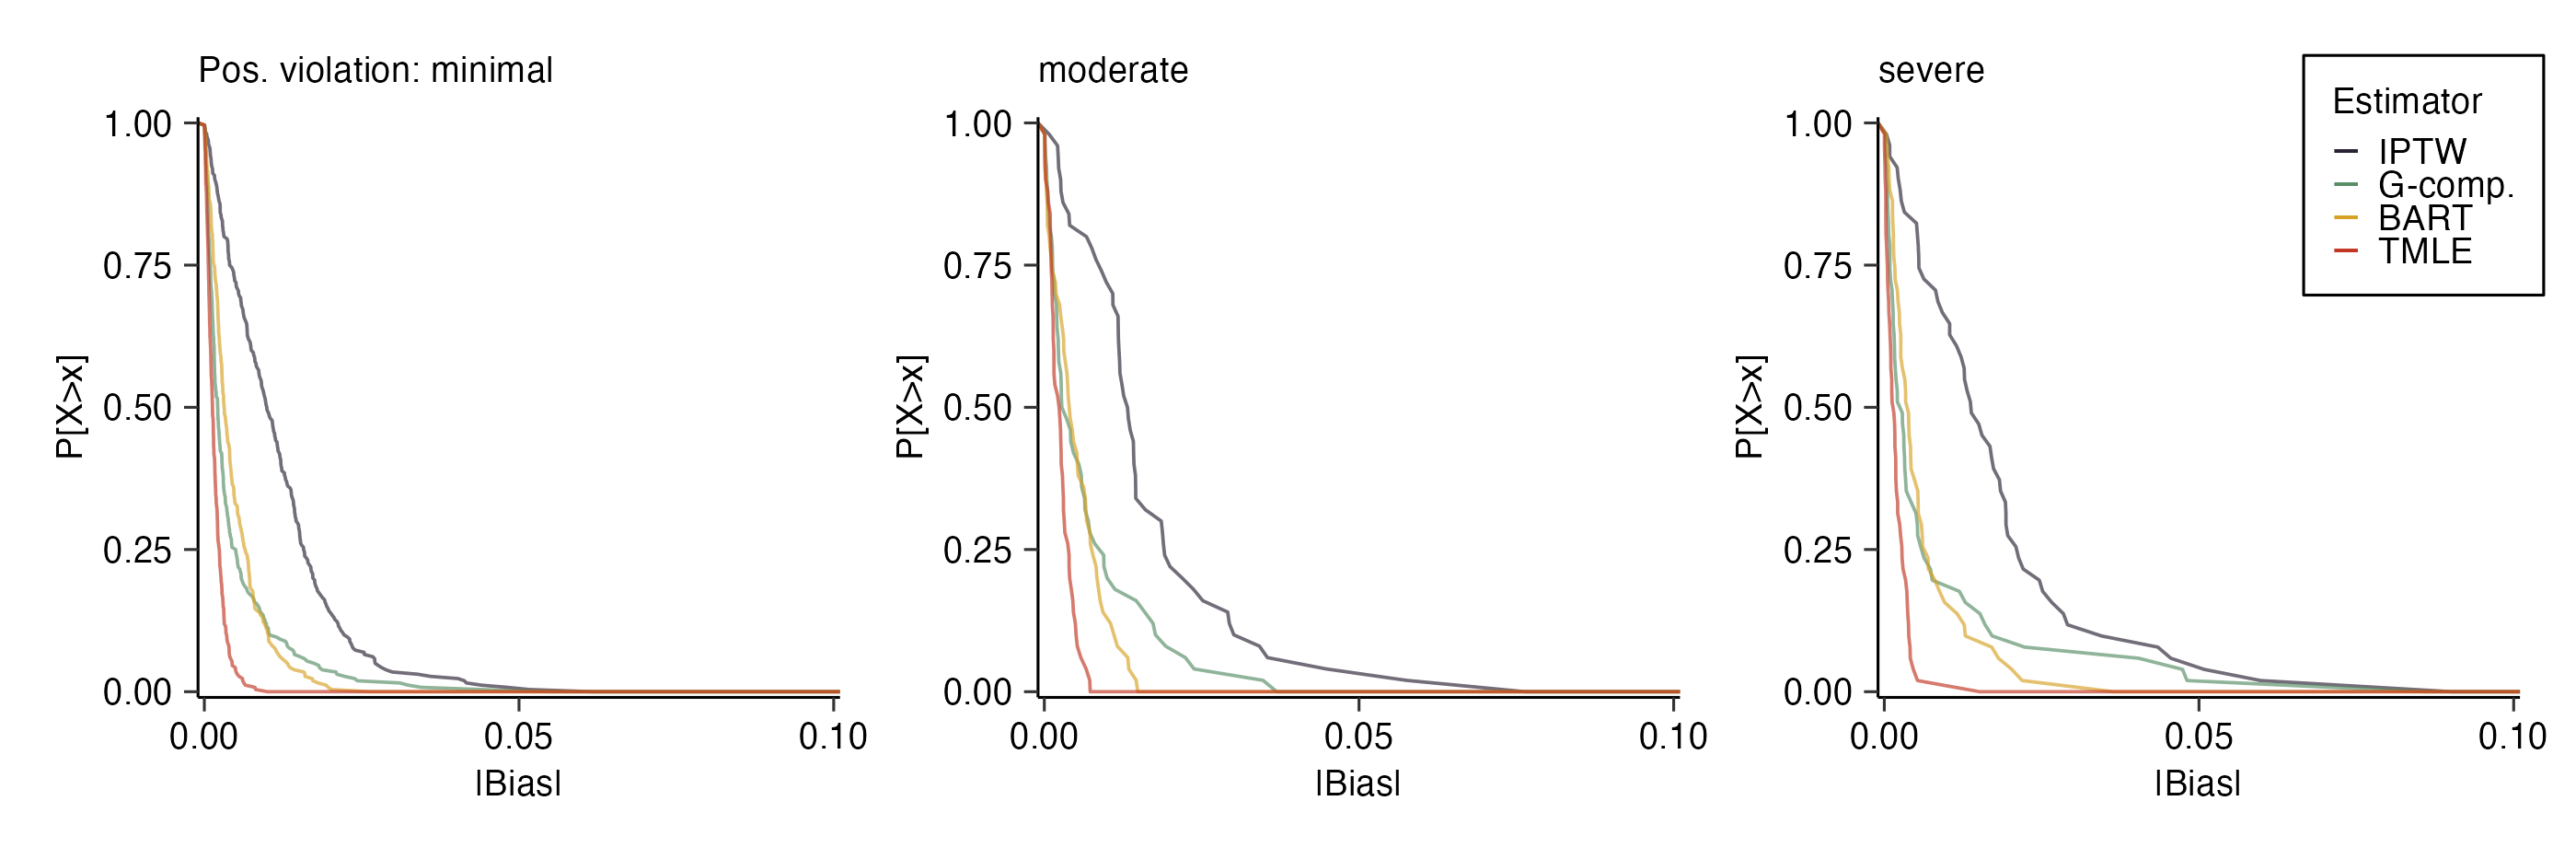 Pos. violation: minimal
1.00
0.75
0.50
0.25
0.00
P[X>x]
0.00 0.05 0.10
|Bias|
moderate
1.00
0.75
0.50
0.25
0.00
P[X>x]
0.00 0.05 0.10
|Bias|
severe
1.00
0.75
0.50
0.25
0.00
P[X>x]
0.00 0.05 0.10
|Bias|
Estimator
IPTW
G-comp.
BART
TMLE